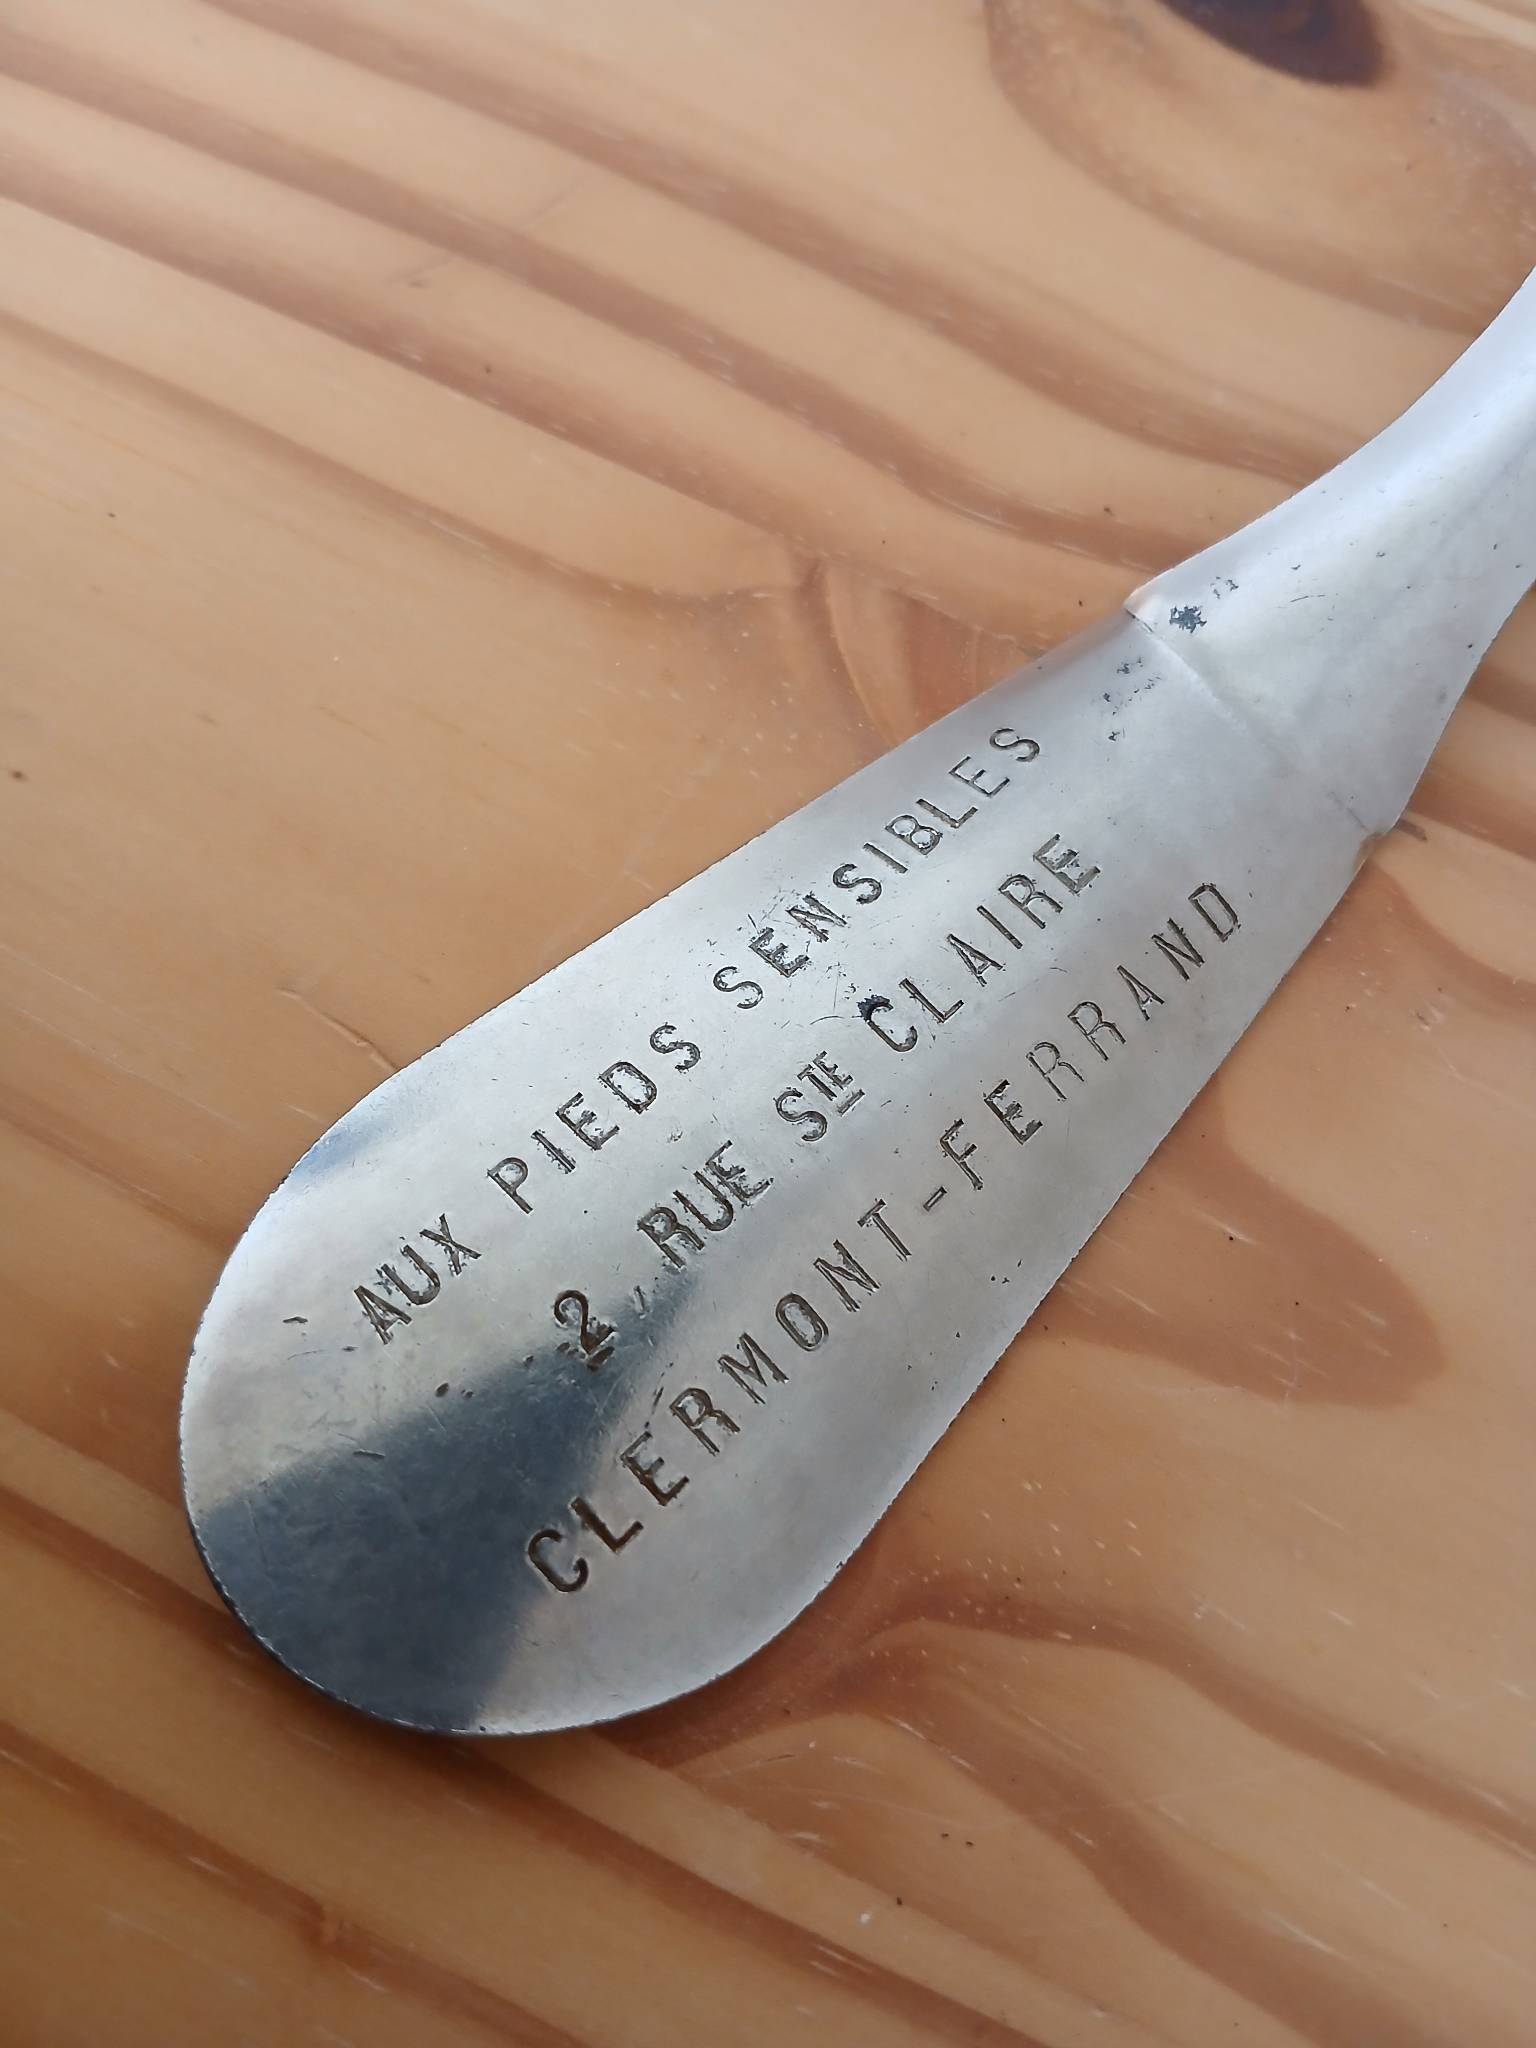 AUX PIEDS SENSIBLES
2, RUE STE CLAIRE
CLERMONT-FERRAND